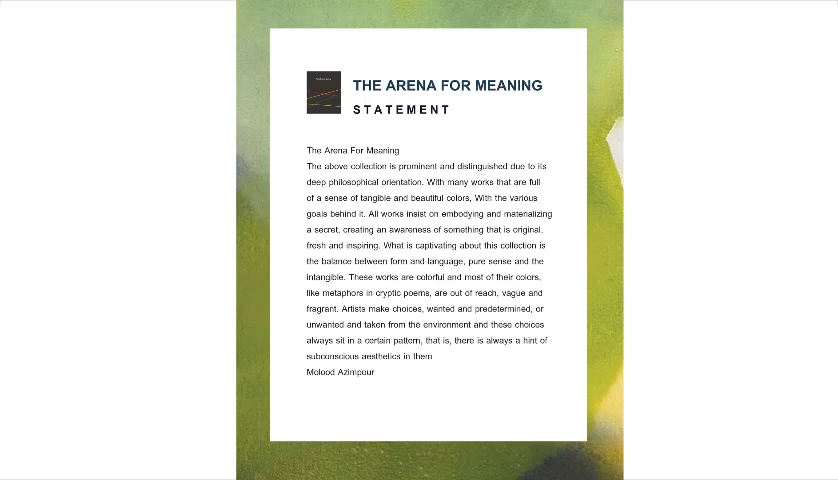 THE ARENA FOR MEANING
STATEMENT
The Arena For Meaning
The above collection is prominent and distinguished due to its
deep philosophical orientation. With many works that are full
of a sense of tangible and beautiful colors, With the various
goals behind it. All works insist on embodying and materializing
a secret, creating an awareness of something that is original,
fresh and inspiring. What is captivating about this collection is
the balance between form and language, pure sense and the
intangible. These works are colorful and most of their colors,
like metaphors in cryptic poems, are out of reach, vague and
fragrant. Artists make choices, wanted and predetermined, or
unwanted and taken from the environment and these choices
always sit in a certain pattern, that is, there is always a hint of
subconscious aesthetics in them
Molood Azimpour